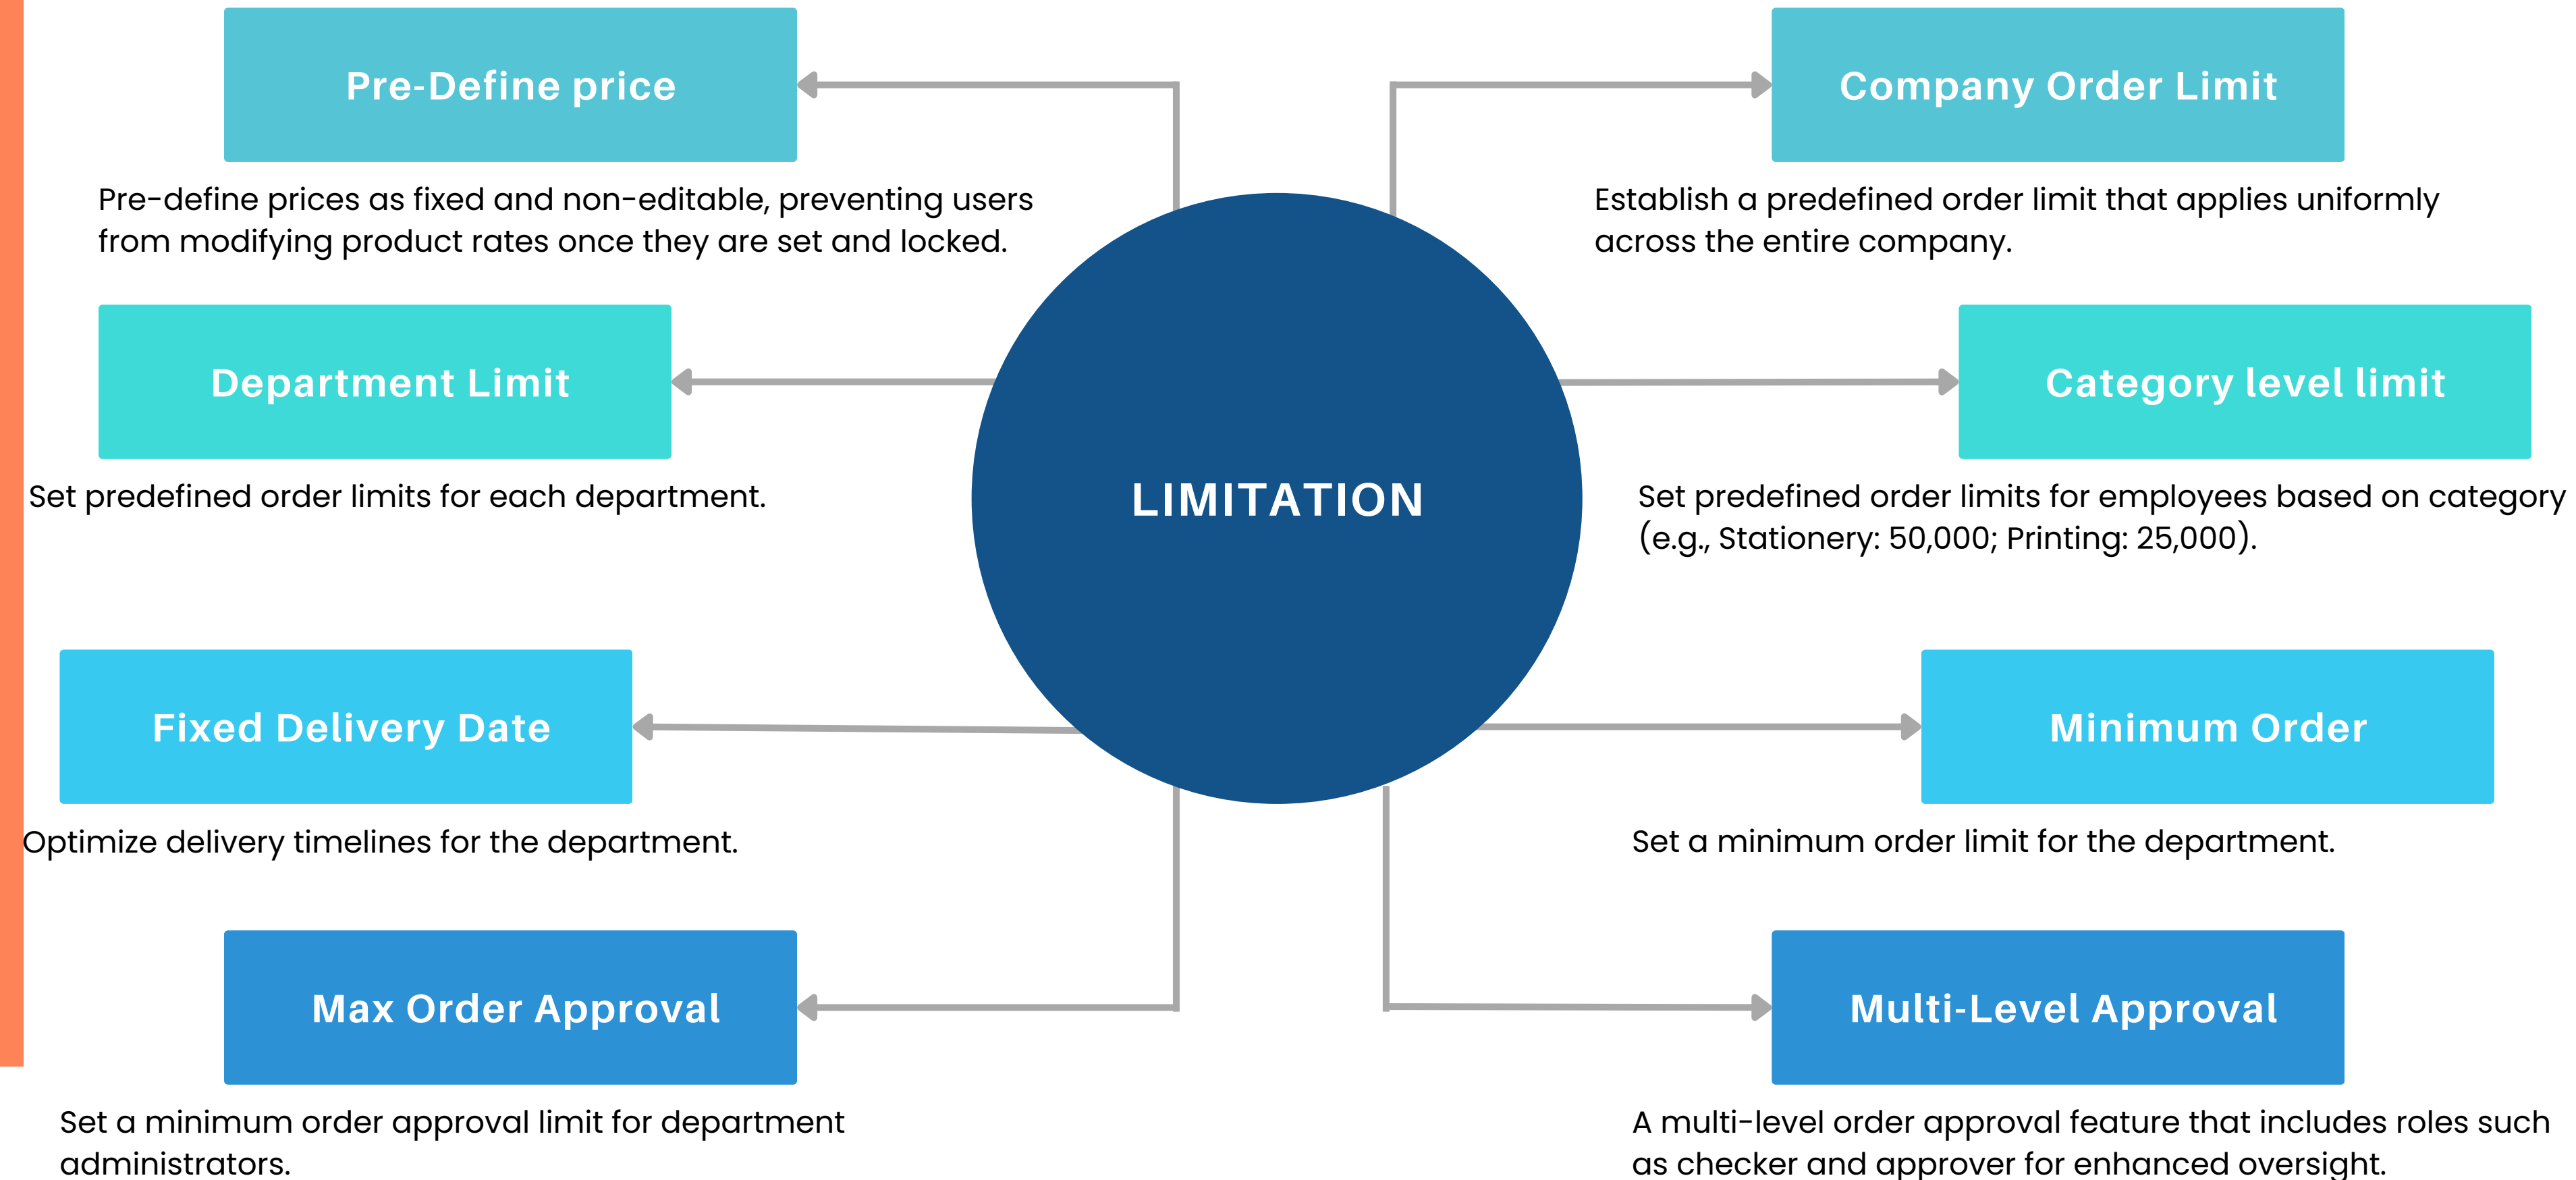 Pre-Define price
Pre-define prices as fixed and non-editable, preventing users
from modifying product rates once they are set and locked.
Department Limit
Set predefined order limits for each department.
Fixed Delivery Date
Optimize delivery timelines for the department.
Max Order Approval
Set a minimum order approval limit for department
administrators.
LIMITATION
Company Order Limit
Establish a predefined order limit that applies uniformly
across the entire company.
Category level limit
Set predefined order limits for employees based on category
(e.g., Stationery: 50,000; Printing: 25,000).
Minimum Order
Set a minimum order limit for the department.
Multi-Level Approval
A multi-level order approval feature that includes roles such
as checker and approver for enhanced oversight.